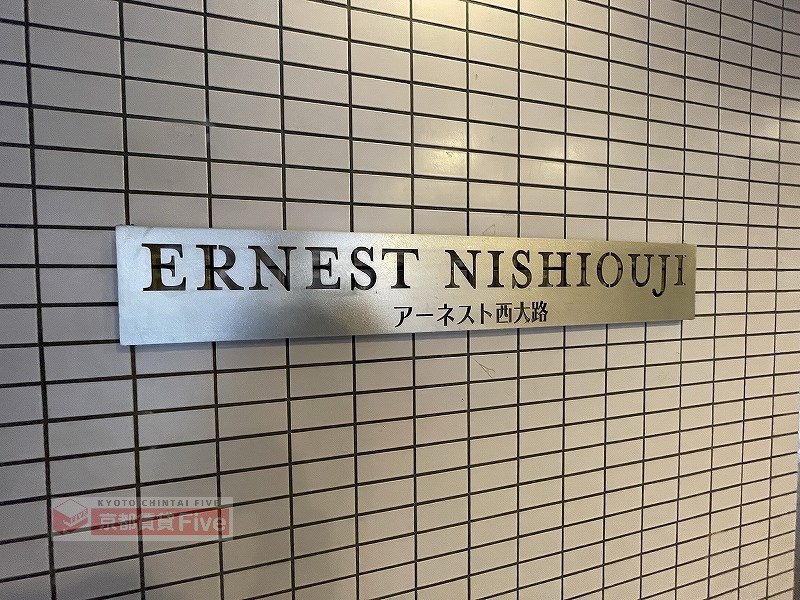 ERNEST NISHIOUJI
アーネスト西大路
KYOTO CHINTAI FIVE
京都賃貸Five